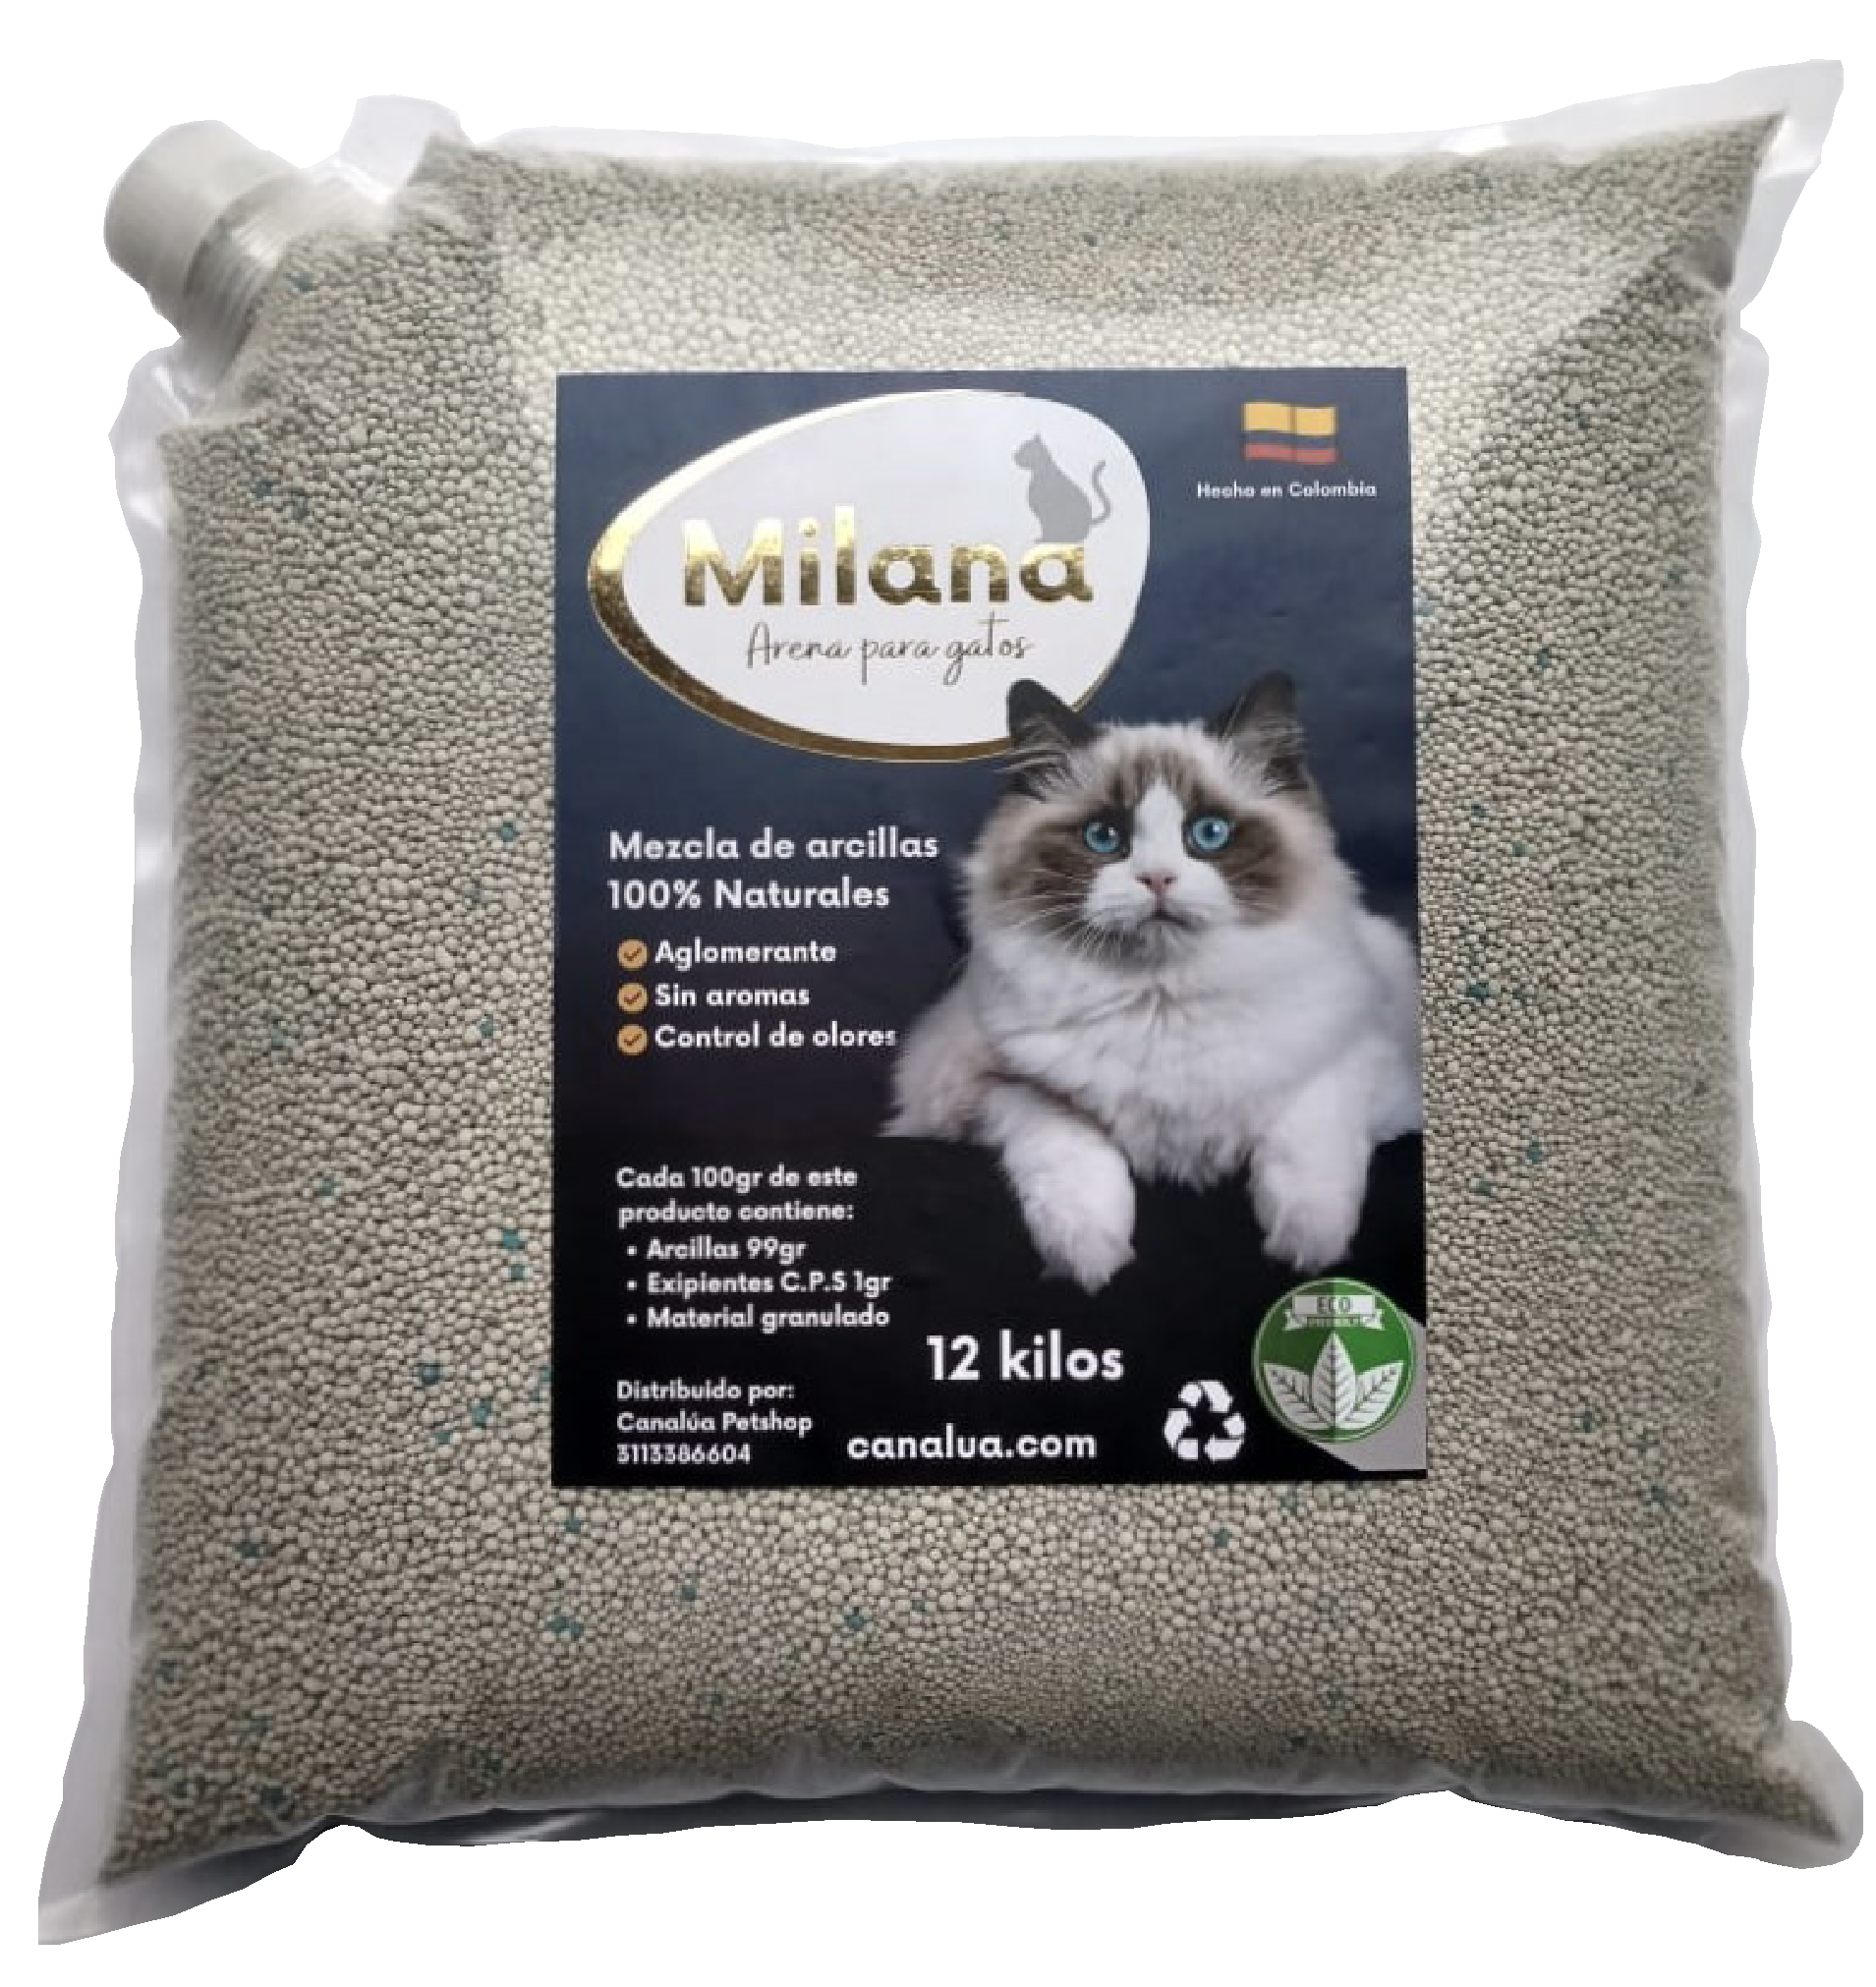 Hecho en Colombia
Milana
Arena para gatos
Mezcla de arcillas
100% Naturales
Aglomerante
Sin aromas
Control de olores
Cada 100gr de este
producto contiene:
• Arcillas 99gr
• Exipientes C.P.S 1gr
• Material granulado
12 kilos
Distribuido por:
Canalúa Petshop
3113386604
canalua.com
ECO